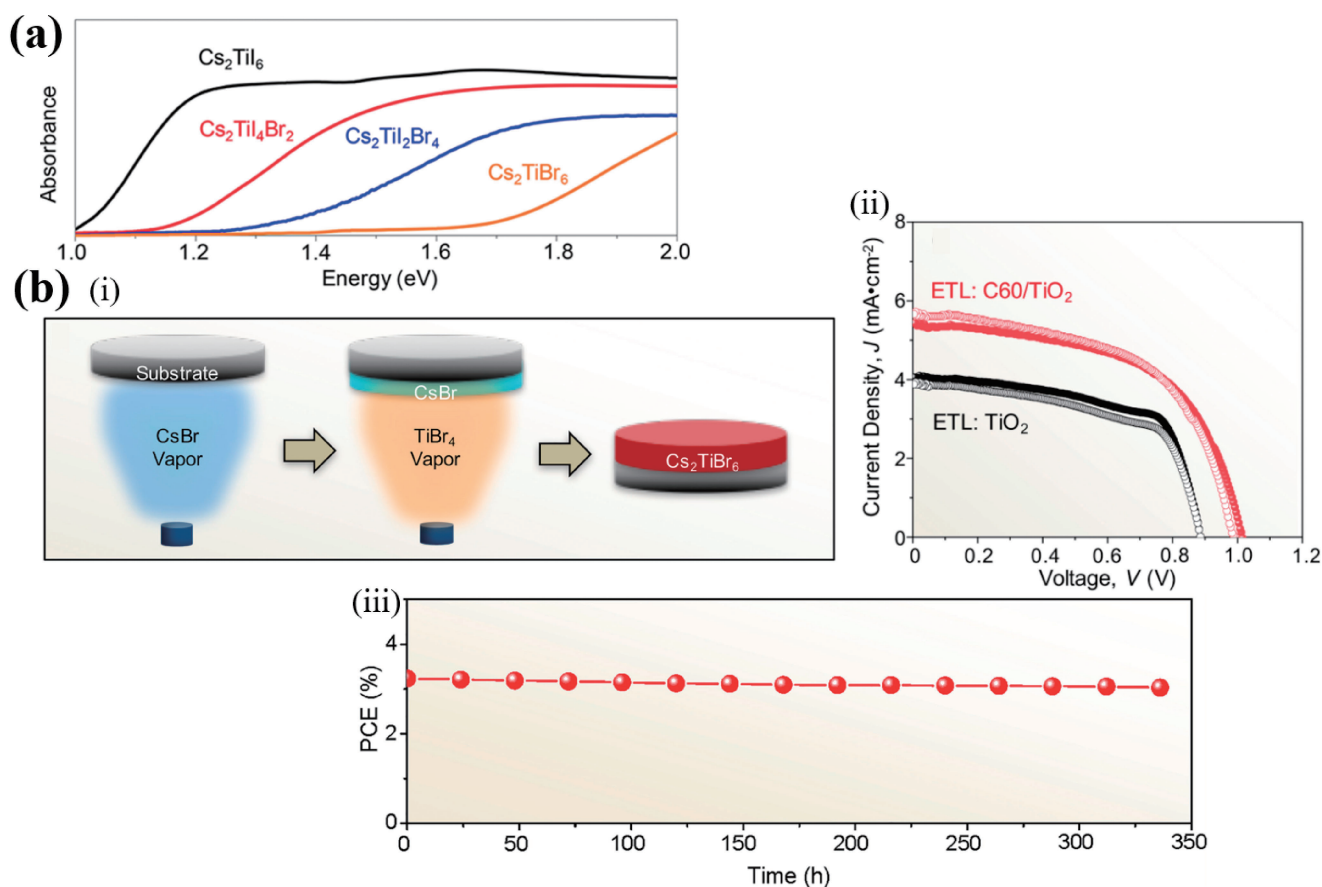 (a)
Cs₂TiI₆
Cs₂TiI₄Br₂
Cs₂TiI₂Br₄
Cs₂TiBr₆
Absorbance
1.0 1.2 1.4 1.6 1.8 2.0
Energy (eV)
(b) (i)
Substrate
CsBr
Vapor
CsBr
TiBr₄
Vapor
Cs₂TiBr₆
(ii)
8
6
4
2
0
Current Density, J (mA•cm⁻²)
ETL: C60/TiO₂
ETL: TiO₂
0 0.2 0.4 0.6 0.8 1.0 1.2
Voltage, V (V)
(iii)
4
2
0
PCE (%)
0 50 100 150 200 250 300 350
Time (h)